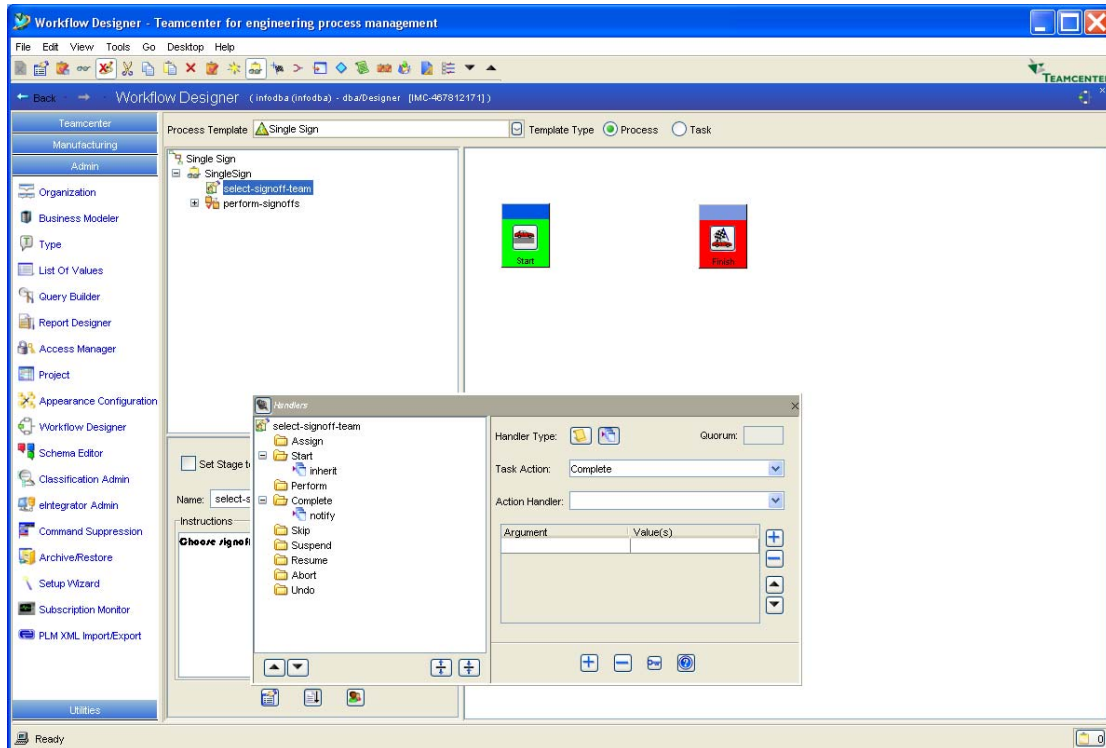 Workflow Designer - Teamcenter for engineering process management
File Edit View Tools Go Desktop Help
TEAMCENTER
Back Workflow Designer ( infodba (infodba) - dba/Designer [IMC-467812171] )
Teamcenter
Manufacturing
Admin
Organization
Business Modeler
Type
List Of Values
Query Builder
Report Designer
Access Manager
Project
Appearance Configuration
Workflow Designer
Schema Editor
Classification Admin
eIntegrator Admin
Command Suppression
Archive/Restore
Setup Wizard
Subscription Monitor
PLM XML Import/Export
Utilities
Process Template Single Sign Template Type Process Task
Single Sign
SingleSign
select-signoff-team
perform-signoffs
Start
Finish
Set Stage to
Name: select-s
Instructions
Choose signoff
Handlers
select-signoff-team
Assign
Start
inherit
Perform
Complete
notify
Skip
Suspend
Resume
Abort
Undo
Handler Type: Quorum:
Task Action: Complete
Action Handler:
Argument Value(s)
Ready
0